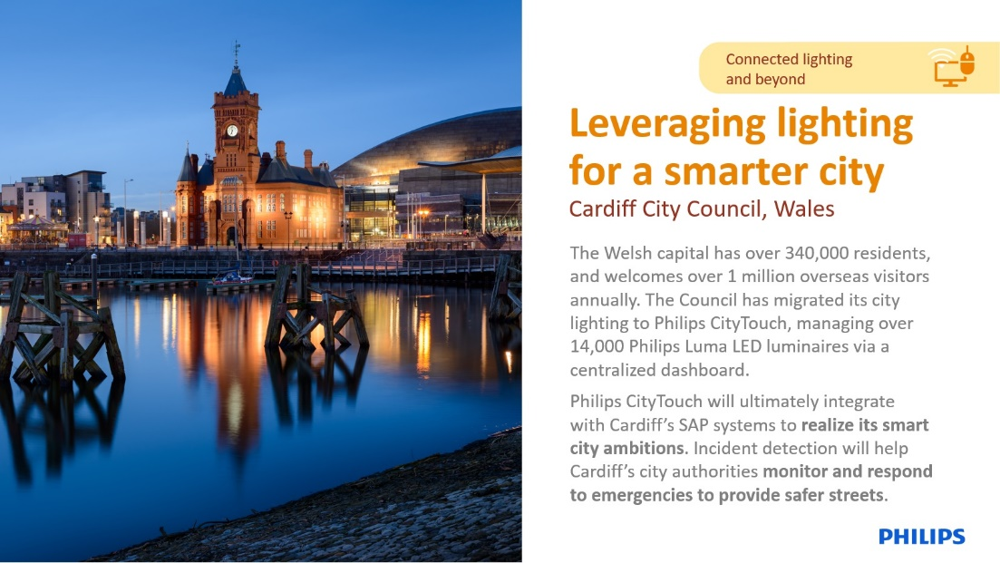 Connected lighting
and beyond
Leveraging lighting
for a smarter city
Cardiff City Council, Wales
The Welsh capital has over 340,000 residents,
and welcomes over 1 million overseas visitors
annually. The Council has migrated its city
lighting to Philips CityTouch, managing over
14,000 Philips Luma LED luminaires via a
centralized dashboard.
Philips CityTouch will ultimately integrate
with Cardiff’s SAP systems to realize its smart
city ambitions. Incident detection will help
Cardiff’s city authorities monitor and respond
to emergencies to provide safer streets.
PHILIPS